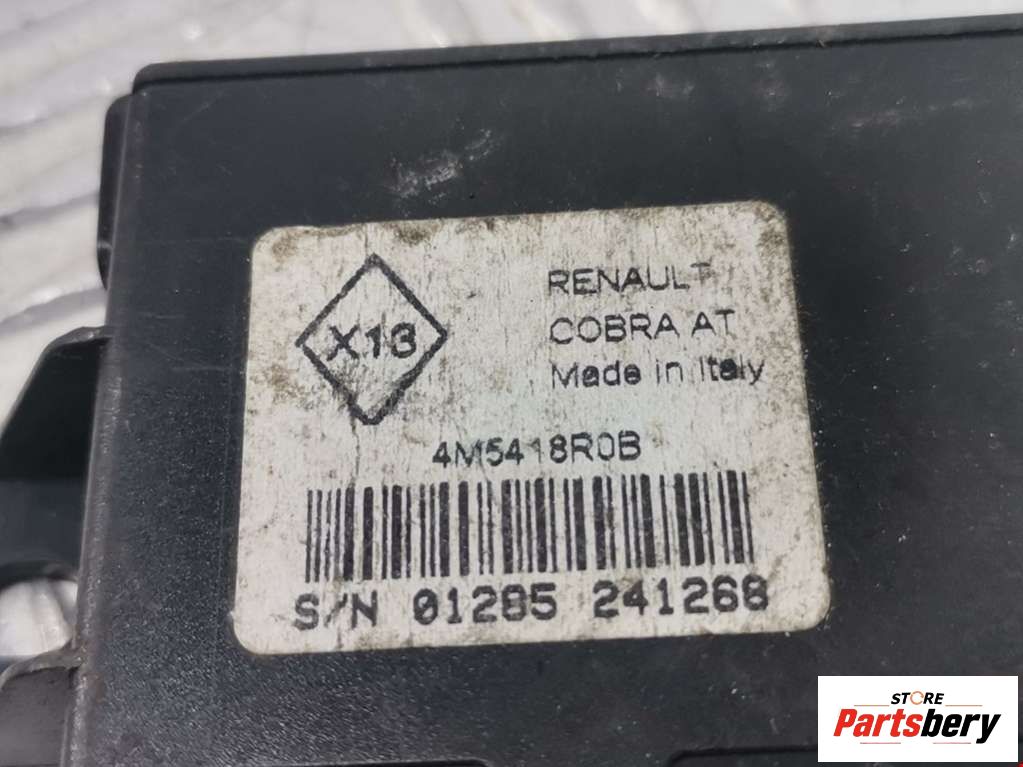 RENAULT
X13
COBRA AT
Made in Italy
4M5418R0B
S/N 01285 241268
STORE
Partsbery